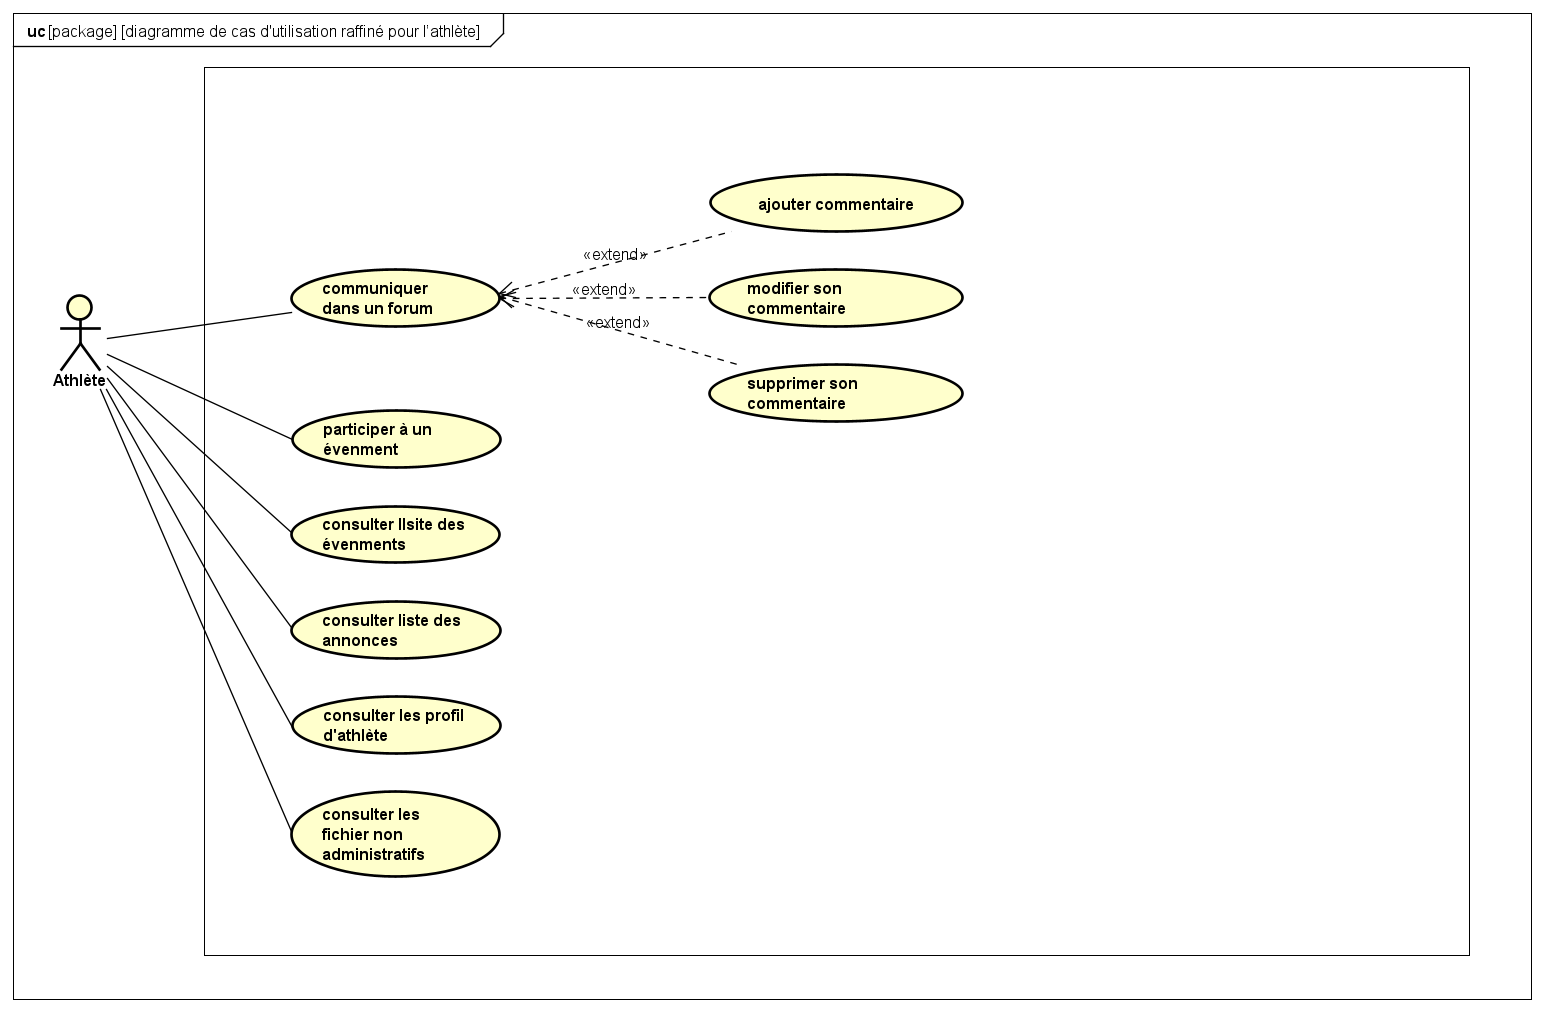 uc [package] [diagramme de cas d'utilisation raffiné pour l'athlète]
ajouter commentaire
«extend»
communiquer
dans un forum
«extend»
modifier son
commentaire
«extend»
Athlète
supprimer son
commentaire
participer à un
évenment
consulter llsite des
évenments
consulter liste des
annonces
consulter les profil
d'athlète
consulter les
fichier non
administratifs